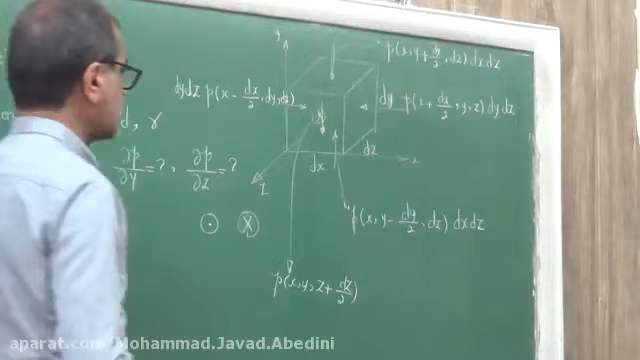 y
p(x, y + dy/2, dz) dx dz
dy dz p(x - dx/2, dy, dz)
dy
p(x + dx/2, y, z) dy dz
d, γ
dx
dz
x
∂p/∂y = ?, ∂p/∂z = ?
z
p(x, y - dy/2, dz) dx dz
p(x, y, z + dz/2)
aparat.com/Mohammad.Javad.Abedini